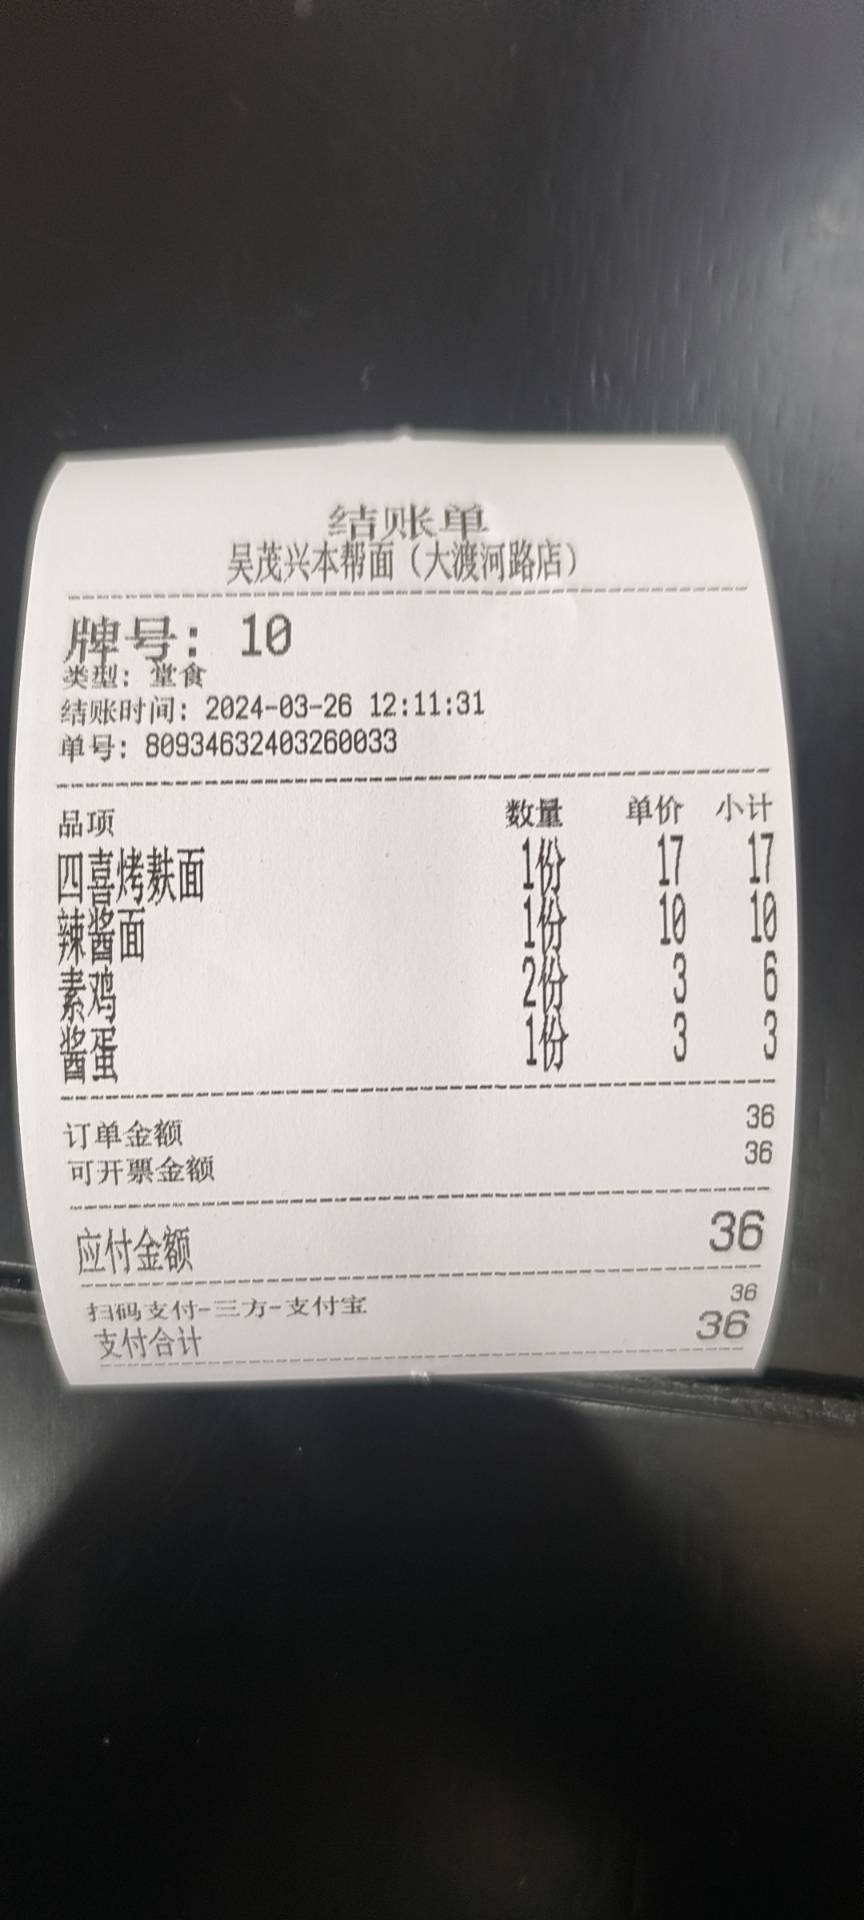 结账单
吴茂兴本帮面（大渡河路店）
牌号: 10
类型: 堂食
结账时间: 2024-03-26 12:11:31
单号: 80934632403260033
品项 数量 单价 小计
四喜烤麸面 1份 17 17
辣酱面 1份 10 10
素鸡 2份 3 6
酱蛋 1份 3 3
订单金额 36
可开票金额 36
应付金额 36
扫码支付-三方-支付宝 36
支付合计 36